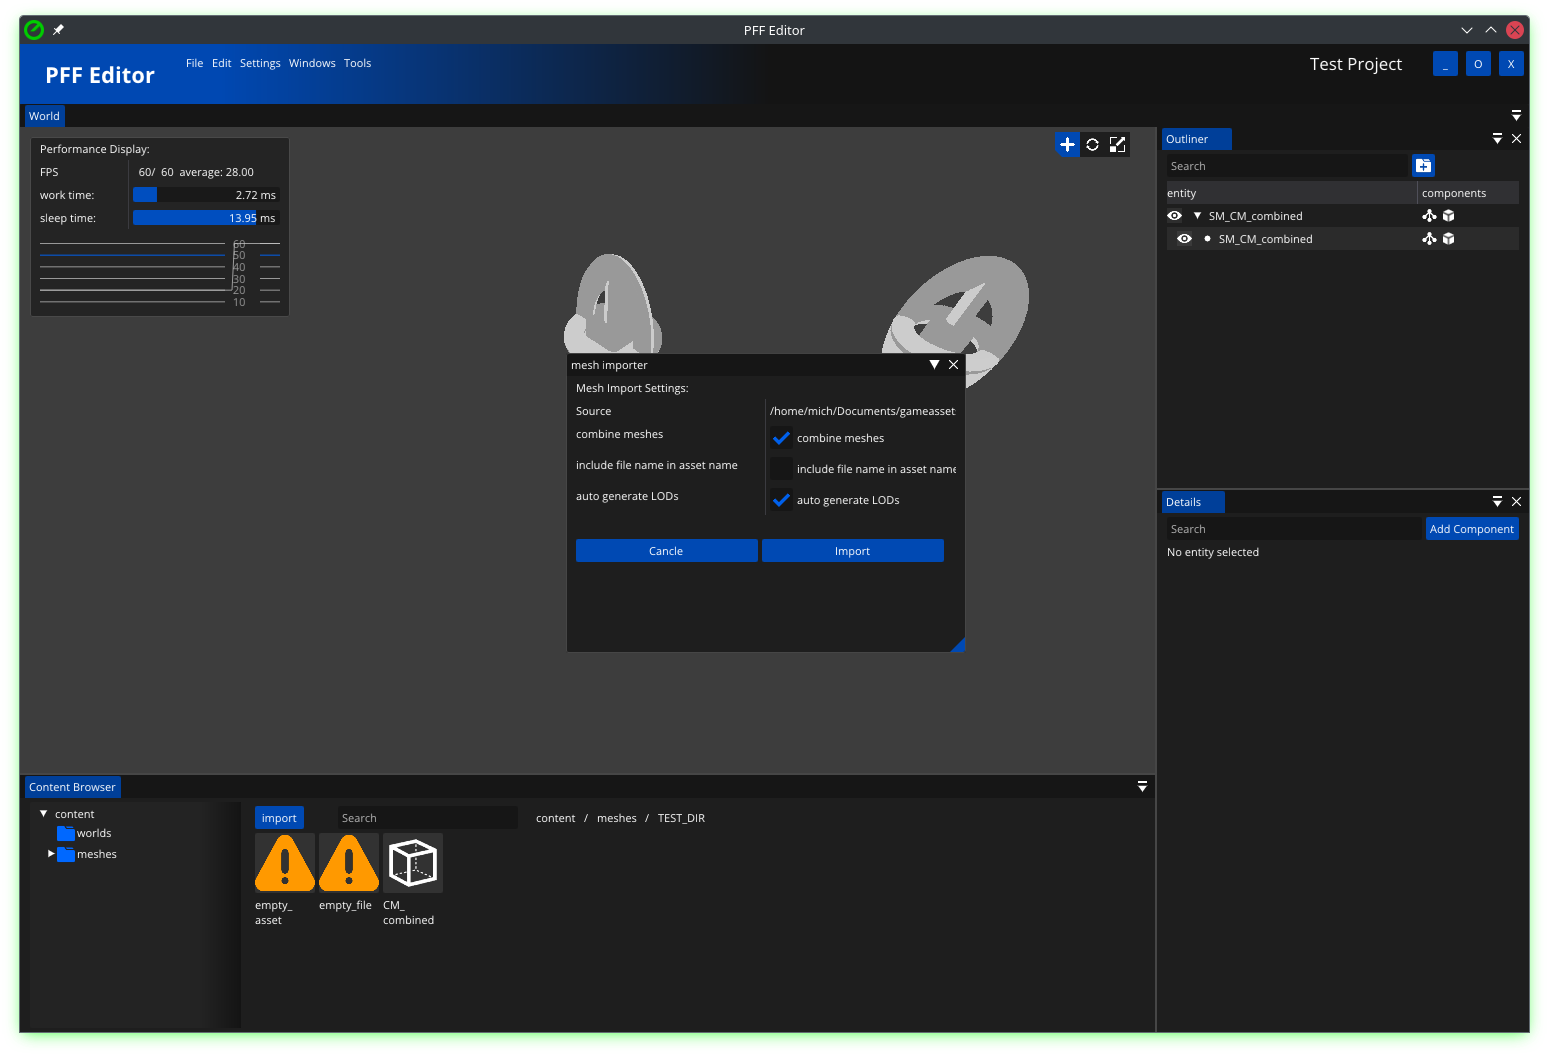 PFF Editor
PFF Editor
File Edit Settings Windows Tools
Test Project
_ O X
World
Performance Display:
FPS 60/ 60 average: 28.00
work time: 2.72 ms
sleep time: 13.95 ms
60
50
40
30
20
10
Outliner
Search
entity components
SM_CM_combined
SM_CM_combined
mesh importer
Mesh Import Settings:
Source /home/mich/Documents/gameasset
combine meshes combine meshes
include file name in asset name include file name in asset name
auto generate LODs auto generate LODs
Cancle Import
Details
Search Add Component
No entity selected
Content Browser
content
worlds
meshes
import Search content / meshes / TEST_DIR
empty_
asset
empty_file
CM_
combined